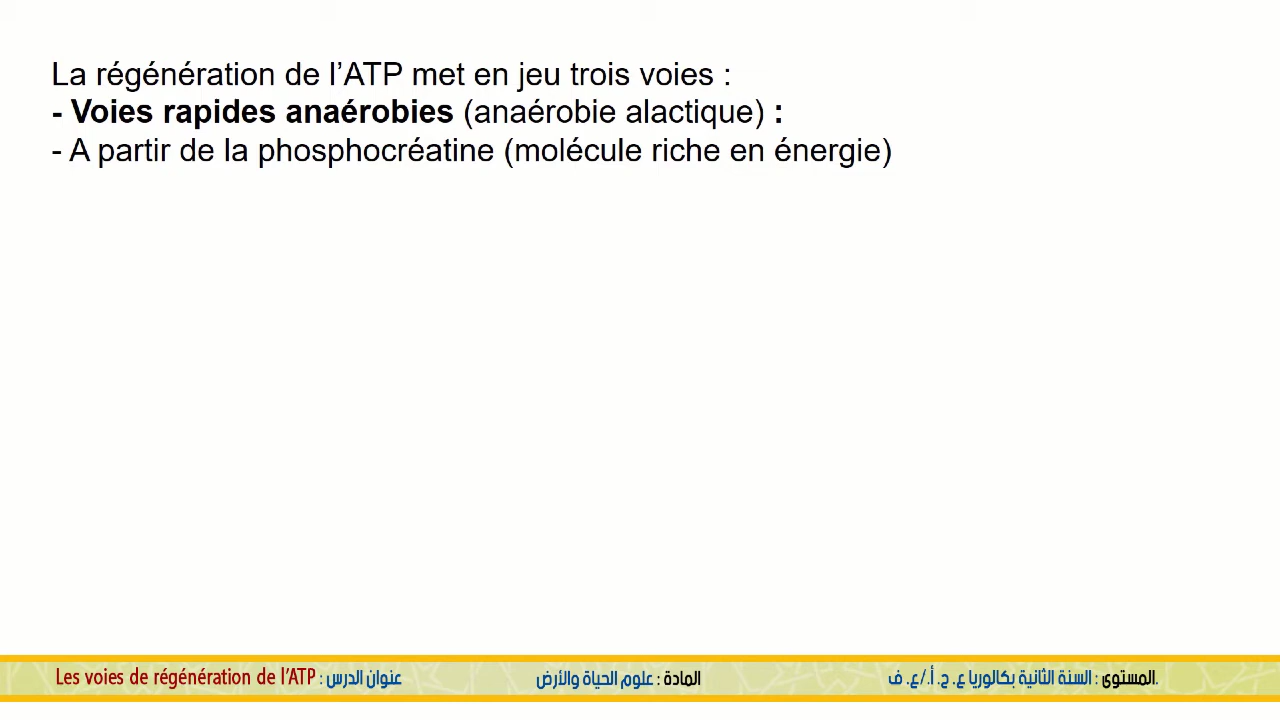 La régénération de l’ATP met en jeu trois voies :
- Voies rapides anaérobies (anaérobie alactique) :
- A partir de la phosphocréatine (molécule riche en énergie)
المستوى : السنة الثانية بكالوريا ع. ح. أ./ع. ف.
المادة : علوم الحياة والأرض
عنوان الدرس : Les voies de régénération de l’ATP